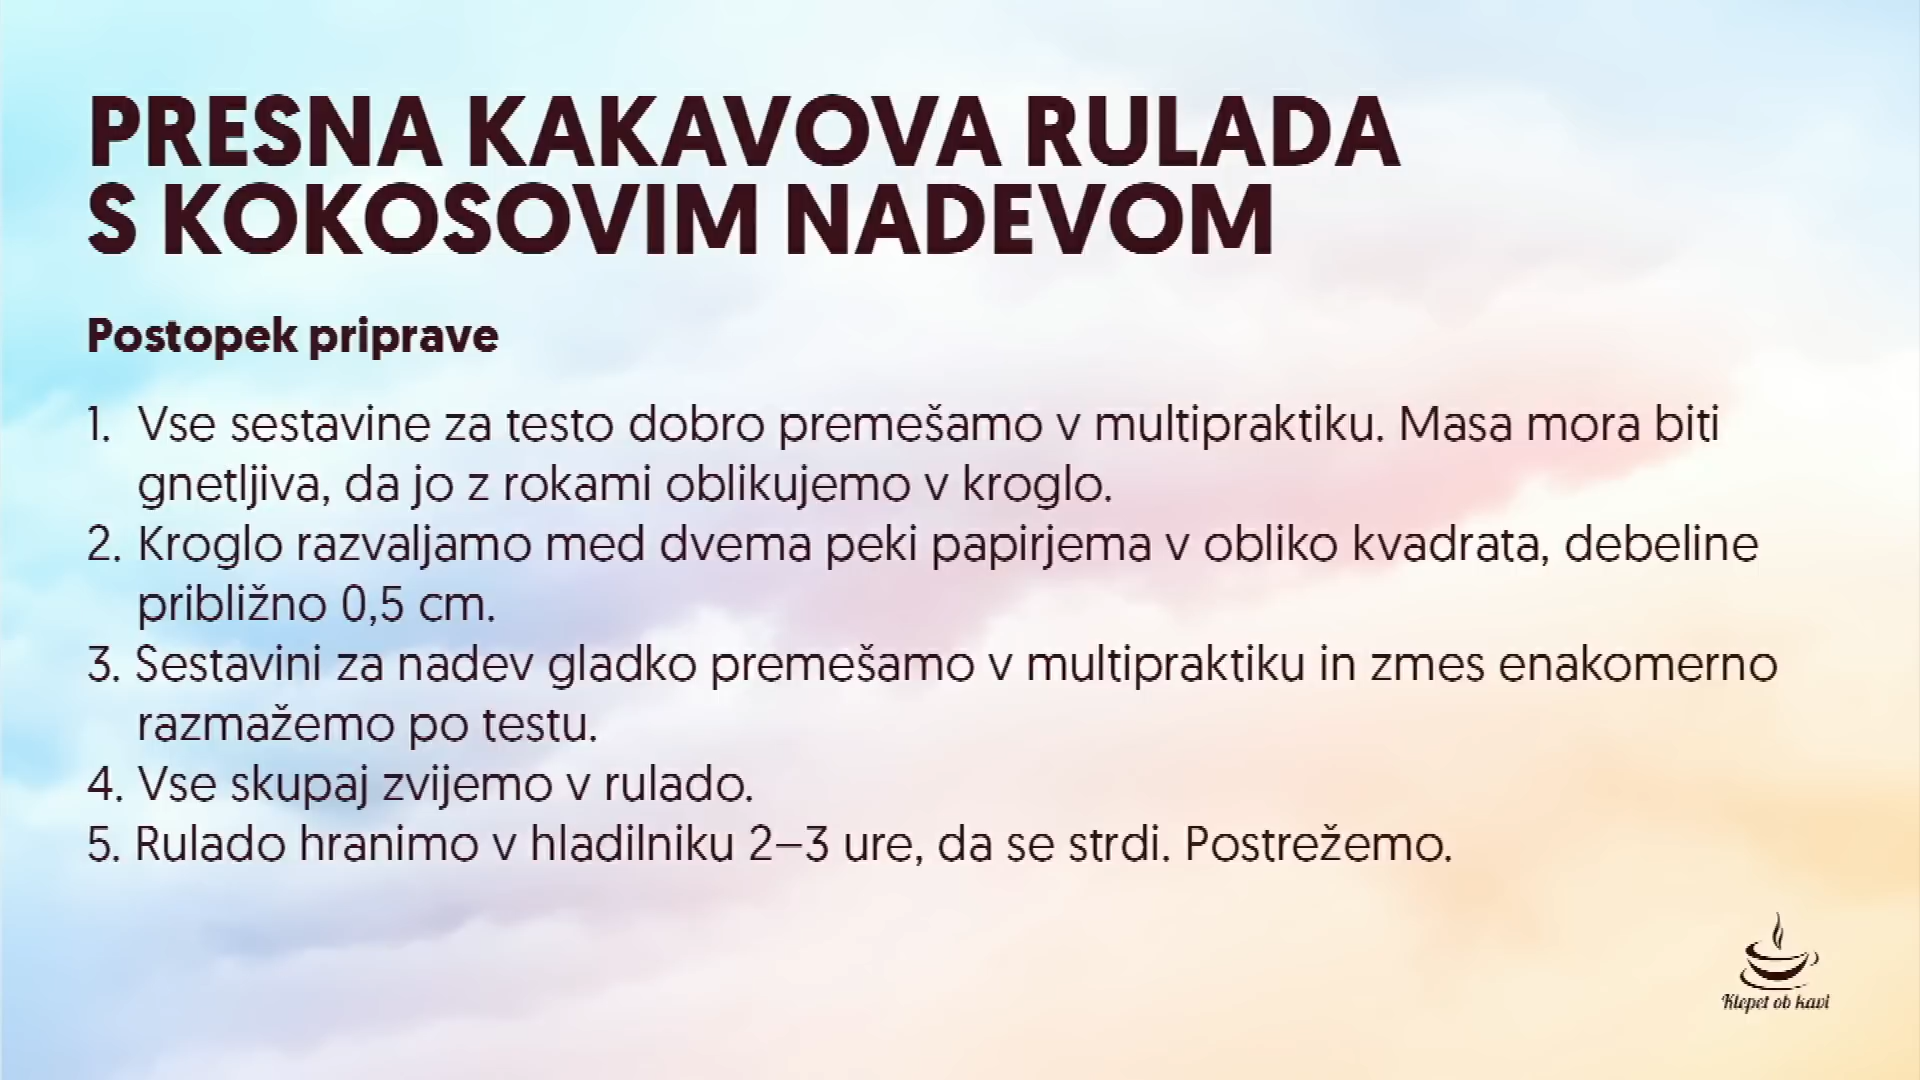 PRESNA KAKAVOVA RULADA
S KOKOSOVIM NADEVOM
Postopek priprave
1. Vse sestavine za testo dobro premešamo v multipraktiku. Masa mora biti
gnetljiva, da jo z rokami oblikujemo v kroglo.
2. Kroglo razvaljamo med dvema peki papirjema v obliko kvadrata, debeline
približno 0,5 cm.
3. Sestavini za nadev gladko premešamo v multipraktiku in zmes enakomerno
razmažemo po testu.
4. Vse skupaj zvijemo v rulado.
5. Rulado hranimo v hladilniku 2–3 ure, da se strdi. Postrežemo.
Klepet ob kavi